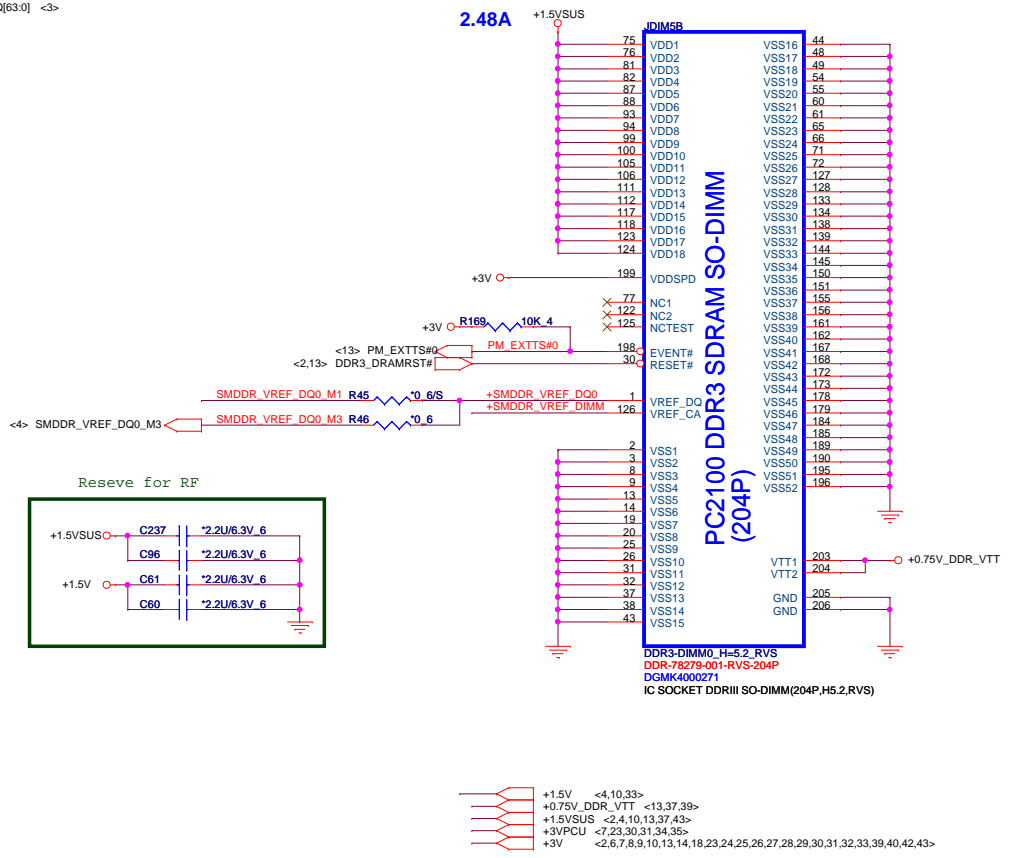 Q[63:0] <3>
2.48A
+1.5VSUS
JDIM5B
75 VDD1
76 VDD2
81 VDD3
82 VDD4
87 VDD5
88 VDD6
93 VDD7
94 VDD8
99 VDD9
100 VDD10
105 VDD11
106 VDD12
111 VDD13
112 VDD14
117 VDD15
118 VDD16
123 VDD17
124 VDD18
+3V 199 VDDSPD
77 NC1
122 NC2
125 NCTEST
+3V R169 10K_4
<13> PM_EXTTS#0 PM_EXTTS#0 198 EVENT#
<2,13> DDR3_DRAMRST# 30 RESET#
SMDDR_VREF_DQ0_M1 R45 *0_6/S +SMDDR_VREF_DQ0 1 VREF_DQ
+SMDDR_VREF_DIMM 126 VREF_CA
<4> SMDDR_VREF_DQ0_M3 SMDDR_VREF_DQ0_M3 R46 *0_6
2 VSS1
3 VSS2
8 VSS3
9 VSS4
13 VSS5
14 VSS6
19 VSS7
20 VSS8
25 VSS9
26 VSS10
31 VSS11
32 VSS12
37 VSS13
38 VSS14
43 VSS15
PC2100 DDR3 SDRAM SO-DIMM
(204P)
VSS16 44
VSS17 48
VSS18 49
VSS19 54
VSS20 55
VSS21 60
VSS22 61
VSS23 65
VSS24 66
VSS25 71
VSS26 72
VSS27 127
VSS28 128
VSS29 133
VSS30 134
VSS31 138
VSS32 139
VSS33 144
VSS34 145
VSS35 150
VSS36 151
VSS37 155
VSS38 156
VSS39 161
VSS40 162
VSS41 167
VSS42 168
VSS43 172
VSS44 173
VSS45 178
VSS46 179
VSS47 184
VSS48 185
VSS49 189
VSS50 190
VSS51 195
VSS52 196
VTT1 203 +0.75V_DDR_VTT
VTT2 204
GND 205
GND 206
DDR3-DIMM0_H=5.2_RVS
DDR-78279-001-RVS-204P
DGMK4000271
IC SOCKET DDRIII SO-DIMM(204P,H5.2,RVS)
Reseve for RF
+1.5VSUS C237 *2.2U/6.3V_6
C96 *2.2U/6.3V_6
+1.5V C61 *2.2U/6.3V_6
C60 *2.2U/6.3V_6
+1.5V <4,10,33>
+0.75V_DDR_VTT <13,37,39>
+1.5VSUS <2,4,10,13,37,43>
+3VPCU <7,23,30,31,34,35>
+3V <2,6,7,8,9,10,13,14,18,23,24,25,26,27,28,29,30,31,32,33,39,40,42,43>